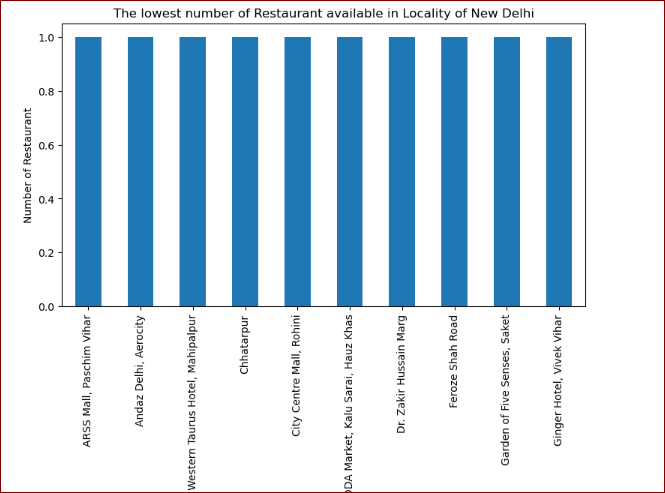 The lowest number of Restaurant available in Locality of New Delhi
Number of Restaurant
1.0
0.8
0.6
0.4
0.2
0.0
ARSS Mall, Paschim Vihar
Andaz Delhi, Aerocity
Western Taurus Hotel, Mahipalpur
Chhatarpur
City Centre Mall, Rohini
DDA Market, Kalu Sarai, Hauz Khas
Dr. Zakir Hussain Marg
Feroze Shah Road
Garden of Five Senses, Saket
Ginger Hotel, Vivek Vihar